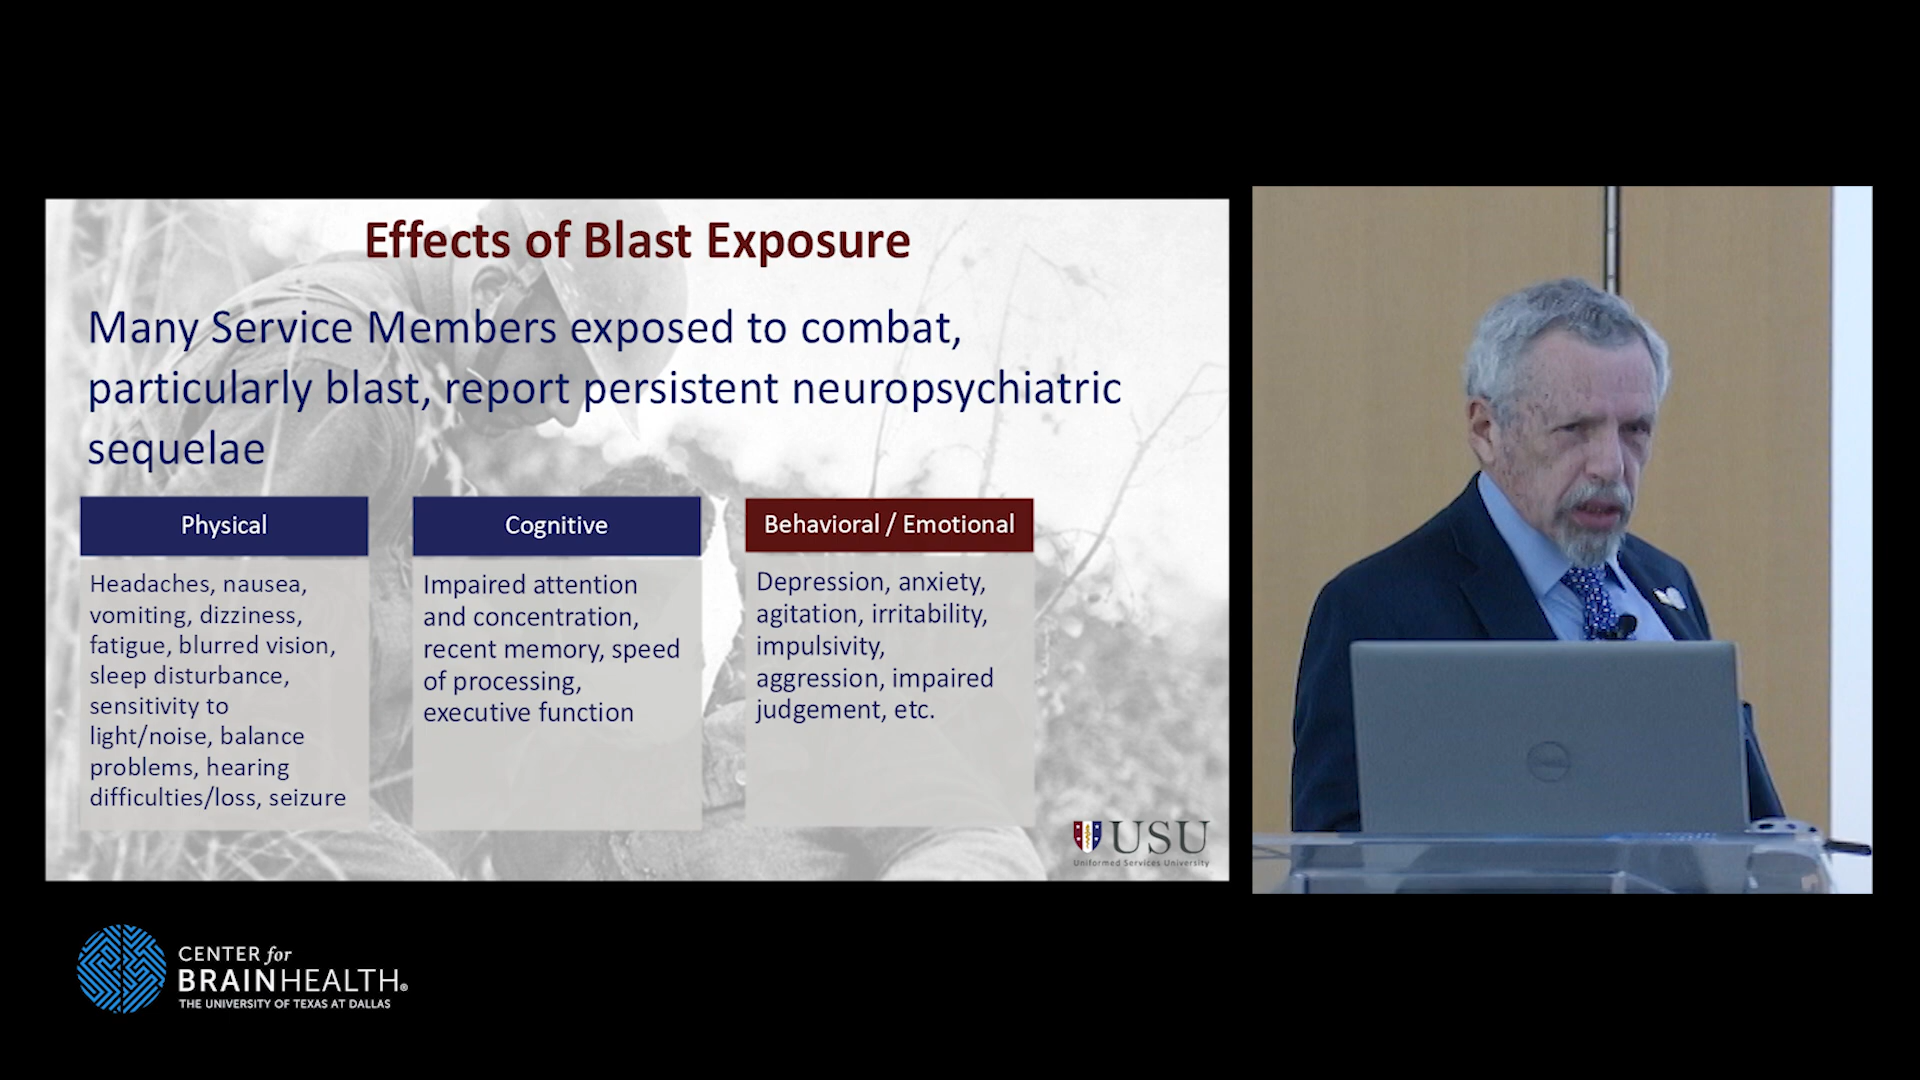 Effects of Blast Exposure
Many Service Members exposed to combat,
particularly blast, report persistent neuropsychiatric
sequelae
Physical
Headaches, nausea,
vomiting, dizziness,
fatigue, blurred vision,
sleep disturbance,
sensitivity to
light/noise, balance
problems, hearing
difficulties/loss, seizure
Cognitive
Impaired attention
and concentration,
recent memory, speed
of processing,
executive function
Behavioral / Emotional
Depression, anxiety,
agitation, irritability,
impulsivity,
aggression, impaired
judgement, etc.
USU
Uniformed Services University
DELL
CENTER for
BRAINHEALTH®
THE UNIVERSITY OF TEXAS AT DALLAS